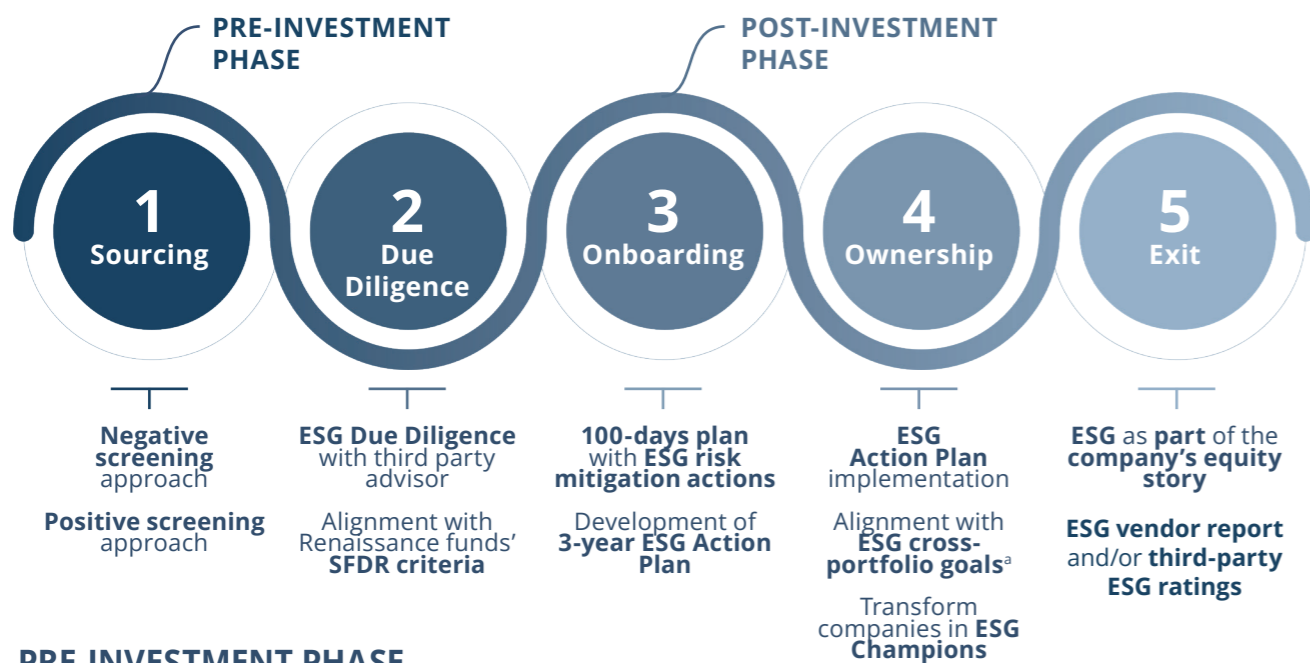 PRE-INVESTMENT
PHASE
POST-INVESTMENT
PHASE
1
Sourcing
2
Due
Diligence
3
Onboarding
4
Ownership
5
Exit
Negative
screening
approach
Positive screening
approach
ESG Due Diligence
with third party
advisor
Alignment with
Renaissance funds’
SFDR criteria
100-days plan
with ESG risk
mitigation actions
Development of
3-year ESG Action
Plan
ESG
Action Plan
implementation
Alignment with
ESG cross-
portfolio goalsª
Transform
companies in ESG
Champions
ESG as part of the
company’s equity
story
ESG vendor report
and/or third-party
ESG ratings
PRE-INVESTMENT PHASE